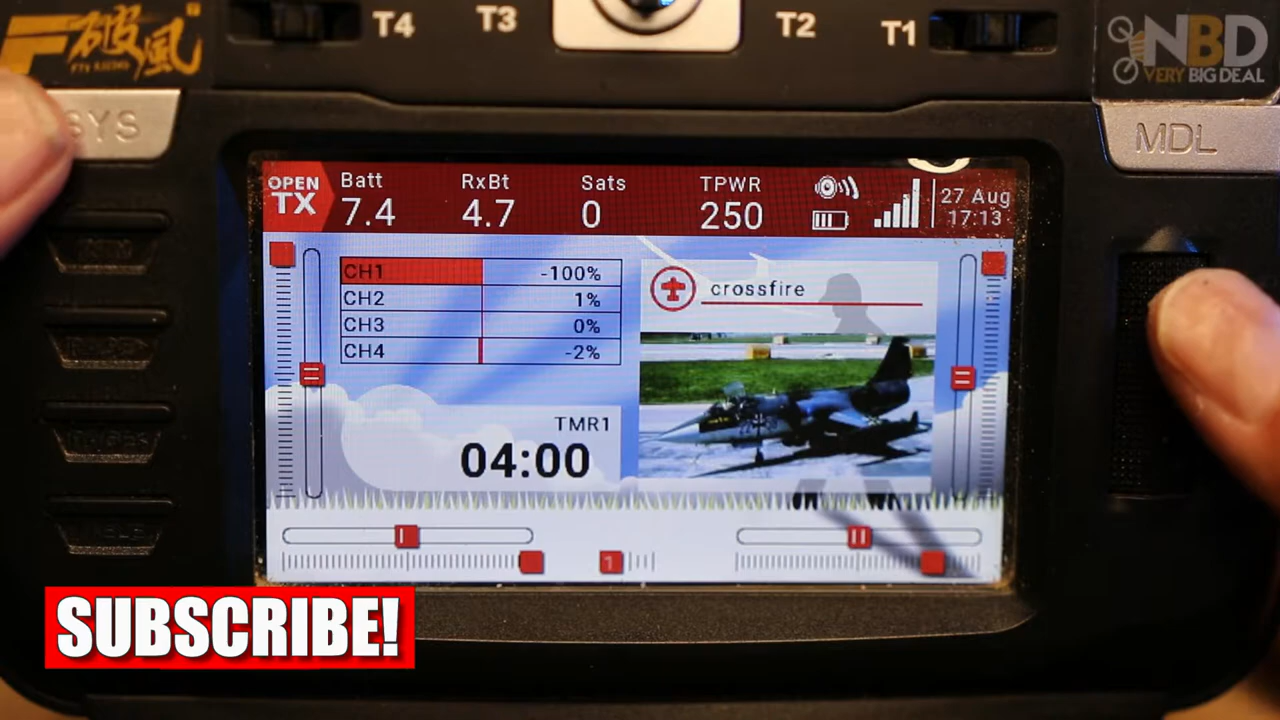 破風
T4
T3
T2
T1
NBD
VERY BIG DEAL
SYS
MDL
OPEN
TX
Batt
7.4
RxBt
4.7
Sats
0
TPWR
250
27 Aug
17:13
CH1 -100%
CH2 1%
CH3 0%
CH4 -2%
crossfire
TMR1
04:00
1
SUBSCRIBE!